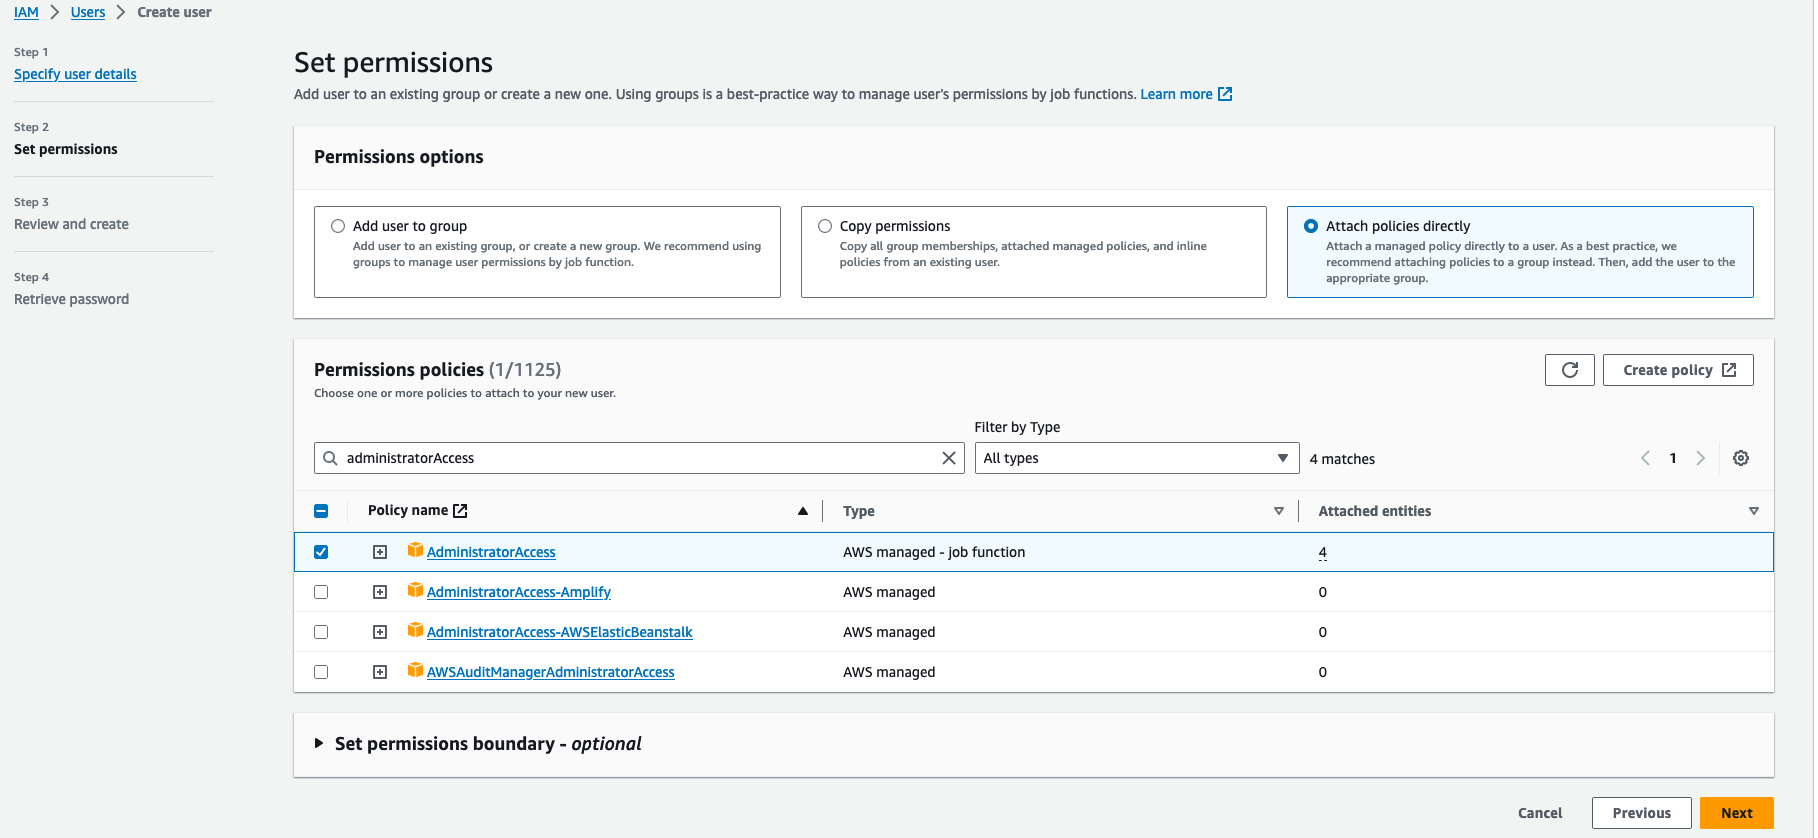 IAM > Users > Create user
Step 1
Specify user details
Step 2
Set permissions
Step 3
Review and create
Step 4
Retrieve password
Set permissions
Add user to an existing group or create a new one. Using groups is a best-practice way to manage user's permissions by job functions. Learn more
Permissions options
Add user to group
Add user to an existing group, or create a new group. We recommend using
groups to manage user permissions by job function.
Copy permissions
Copy all group memberships, attached managed policies, and inline
policies from an existing user.
Attach policies directly
Attach a managed policy directly to a user. As a best practice, we
recommend attaching policies to a group instead. Then, add the user to the
appropriate group.
Permissions policies (1/1125)
Choose one or more policies to attach to your new user.
Create policy
Filter by Type
administratorAccess
All types
4 matches
1
Policy name Type Attached entities
AdministratorAccess AWS managed - job function 4
AdministratorAccess-Amplify AWS managed 0
AdministratorAccess-AWSElasticBeanstalk AWS managed 0
AWSAuditManagerAdministratorAccess AWS managed 0
Set permissions boundary - optional
Cancel Previous Next